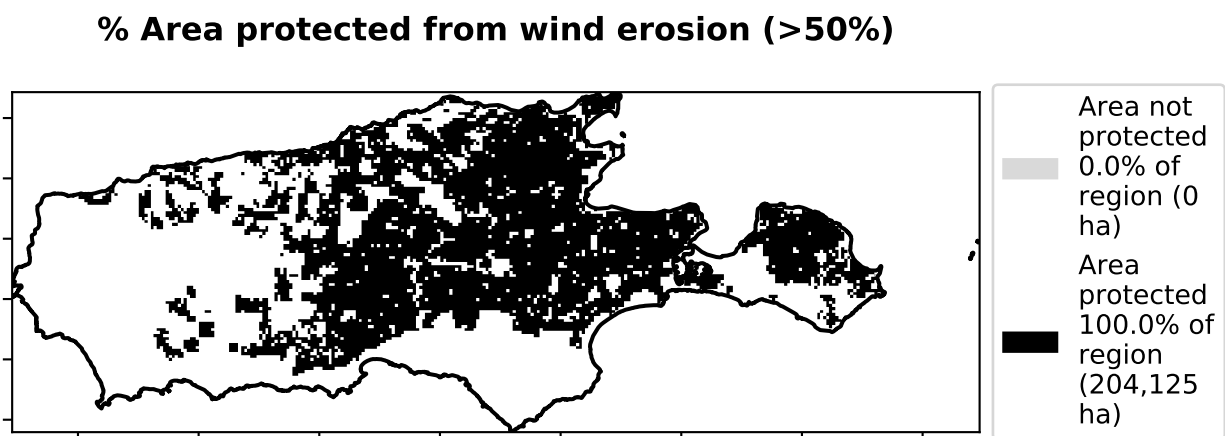 % Area protected from wind erosion (>50%)
Area not
protected
0.0% of
region (0
ha)
Area
protected
100.0% of
region
(204,125
ha)